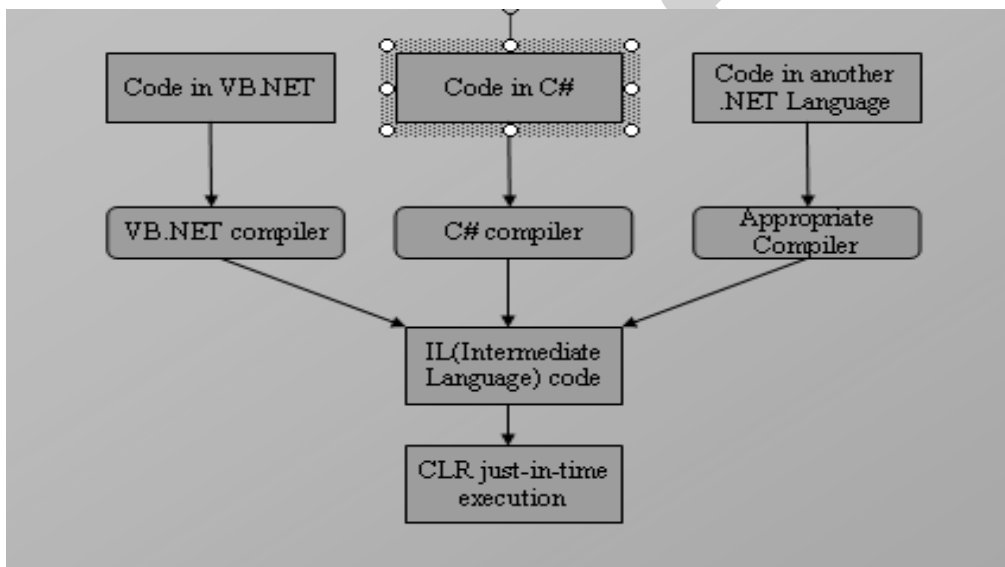 Code in VB.NET
Code in C#
Code in another
.NET Language
VB.NET compiler
C# compiler
Appropriate
Compiler
IL(Intermediate
Language) code
CLR just-in-time
execution